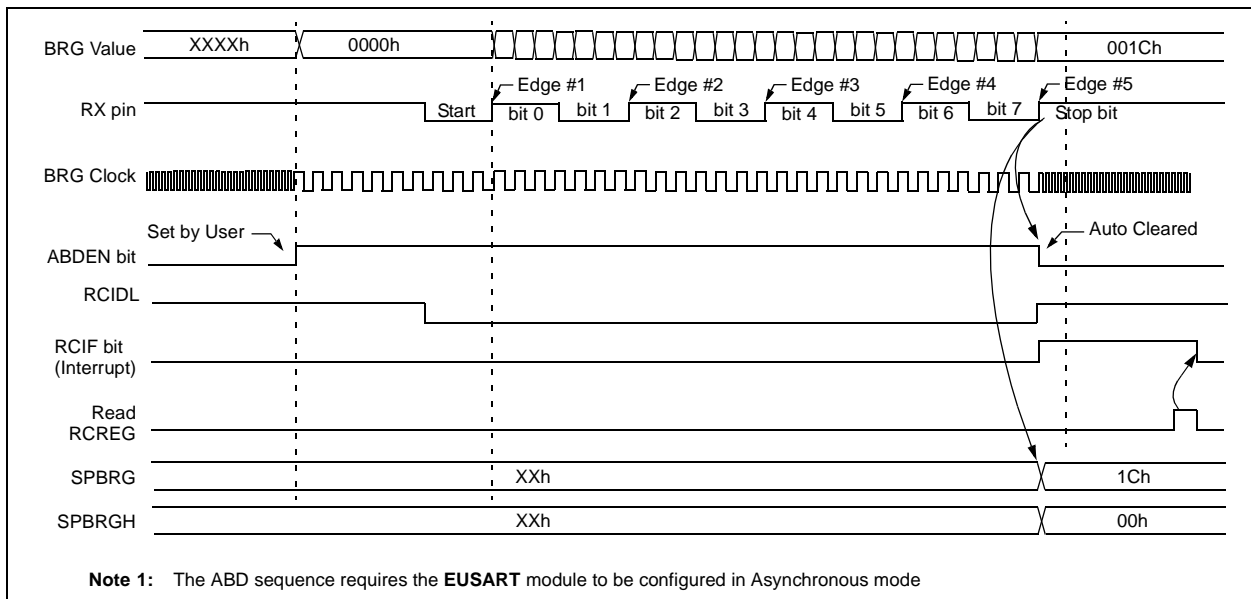 BRG Value XXXXh 0000h 001Ch
Edge #1 Edge #2 Edge #3 Edge #4 Edge #5
RX pin Start bit 0 bit 1 bit 2 bit 3 bit 4 bit 5 bit 6 bit 7 Stop bit
BRG Clock
Set by User Auto Cleared
ABDEN bit
RCIDL
RCIF bit
(Interrupt)
Read
RCREG
SPBRG XXh 1Ch
SPBRGH XXh 00h
Note 1: The ABD sequence requires the EUSART module to be configured in Asynchronous mode